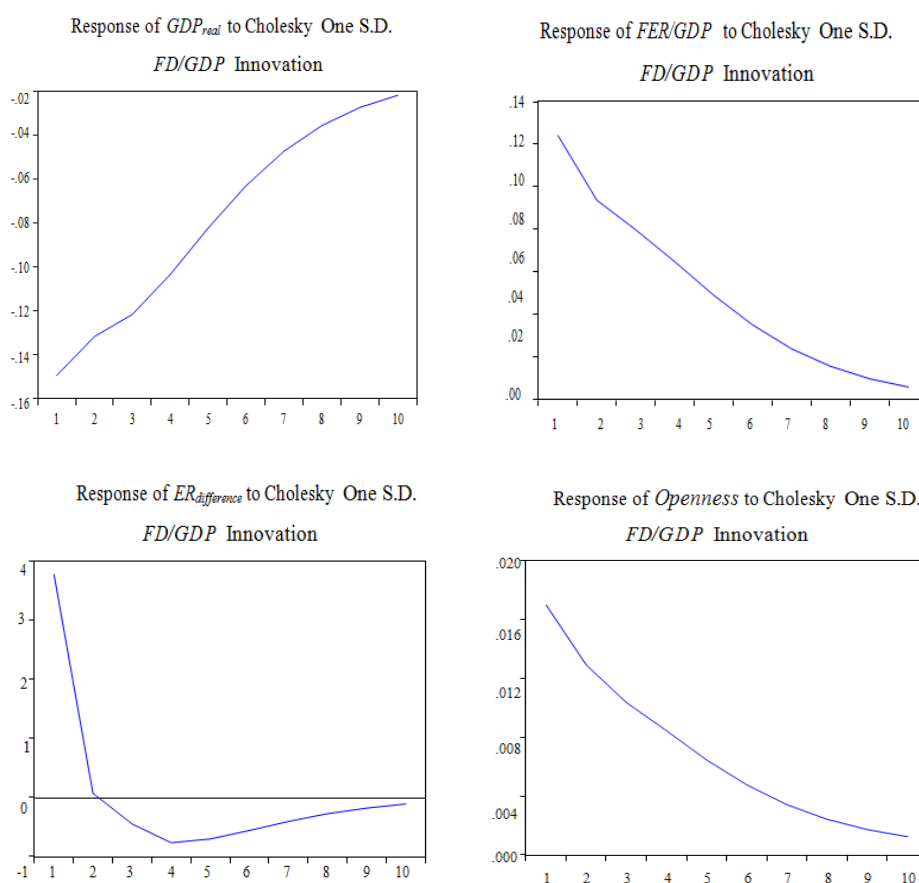 Response of GDPreal to Cholesky One S.D.
FD/GDP Innovation
-.02
-.04
-.06
-.08
-.10
-.12
-.14
-.16
1 2 3 4 5 6 7 8 9 10
Response of FER/GDP to Cholesky One S.D.
FD/GDP Innovation
.14
.12
.10
.08
.06
.04
.02
.00
1 2 3 4 5 6 7 8 9 10
Response of ERdifference to Cholesky One S.D.
FD/GDP Innovation
4
3
2
1
0
-1
1 2 3 4 5 6 7 8 9 10
Response of Openness to Cholesky One S.D.
FD/GDP Innovation
.020
.016
.012
.008
.004
.000
1 2 3 4 5 6 7 8 9 10